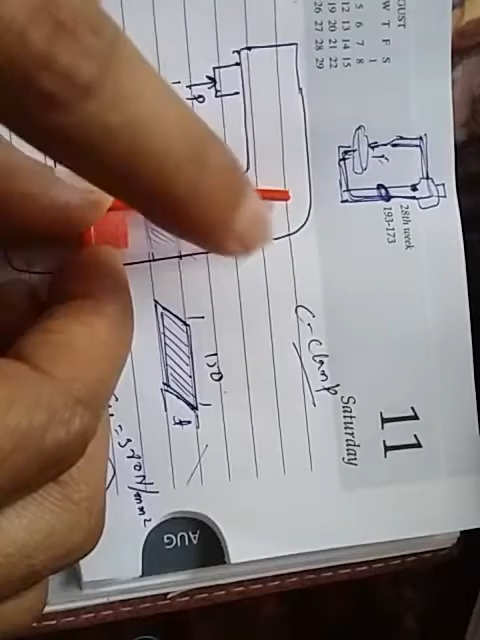 GUST
W T F S
1
5 6 7 8
12 13 14 15
19 20 21 22
26 27 28 29
28th week
193-173
11
Saturday
C-Clamp
P
150
t
N/mm²
AUG